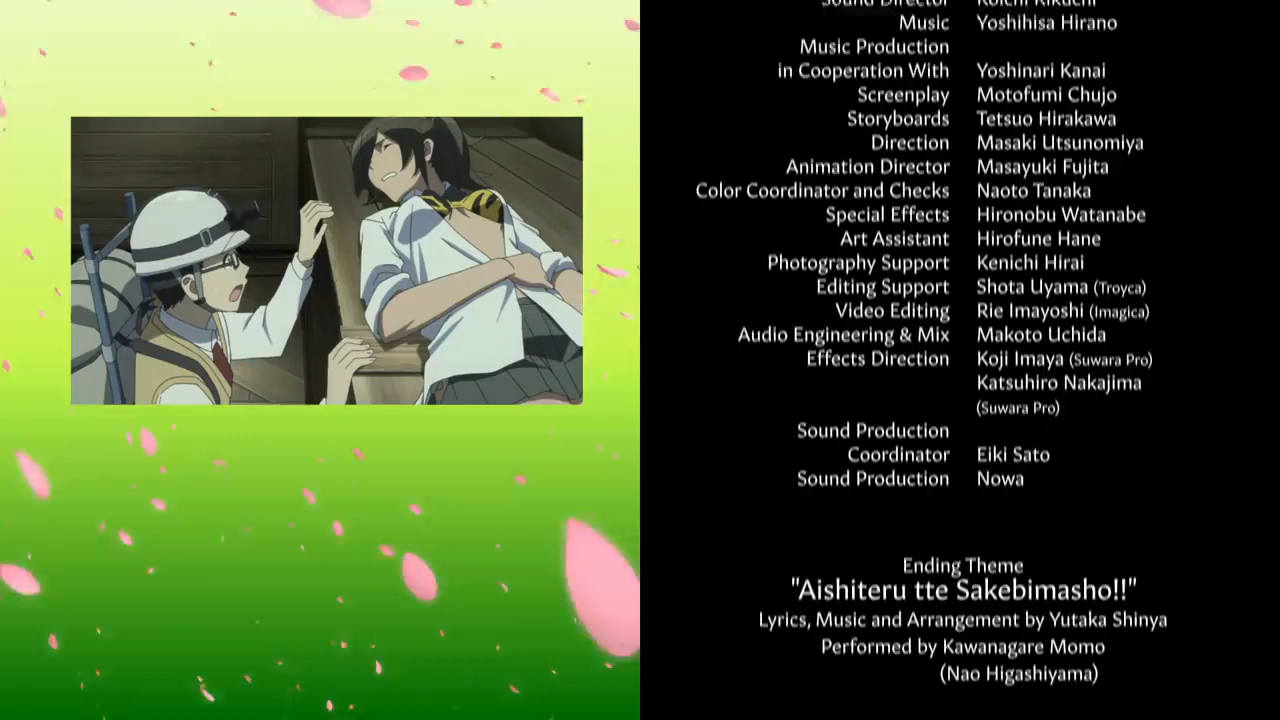 Sound Director Koichi Kikuchi
Music Yoshihisa Hirano
Music Production
in Cooperation With Yoshinari Kanai
Screenplay Motofumi Chujo
Storyboards Tetsuo Hirakawa
Direction Masaki Utsunomiya
Animation Director Masayuki Fujita
Color Coordinator and Checks Naoto Tanaka
Special Effects Hironobu Watanabe
Art Assistant Hirofune Hane
Photography Support Kenichi Hirai
Editing Support Shota Uyama (Troyca)
Video Editing Rie Imayoshi (Imagica)
Audio Engineering & Mix Makoto Uchida
Effects Direction Koji Imaya (Suwara Pro)
Katsuhiro Nakajima
(Suwara Pro)
Sound Production
Coordinator Eiki Sato
Sound Production Nowa
Ending Theme
"Aishiteru tte Sakebimasho!!"
Lyrics, Music and Arrangement by Yutaka Shinya
Performed by Kawanagare Momo
(Nao Higashiyama)